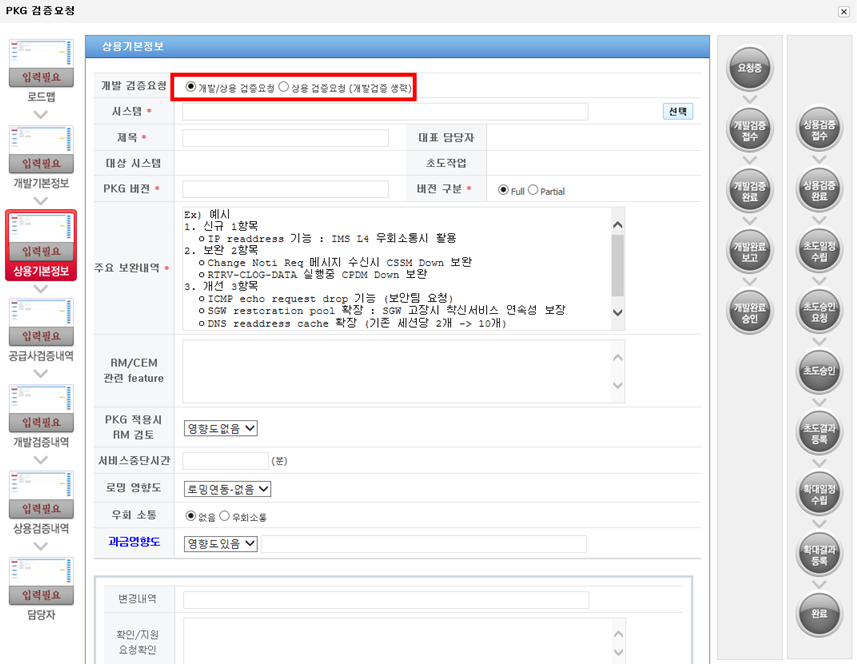 PKG 검증요청
입력필요
로드맵
입력필요
개발기본정보
입력필요
상용기본정보
입력필요
공급사검증내역
입력필요
개발검증내역
입력필요
상용검증내역
입력필요
담당자
상용기본정보
개발 검증요청 개발/상용 검증요청 상용 검증요청 (개발검증 생략)
시스템 * 선택
제목 * 대표 담당자
대상 시스템 초도작업
PKG 버전 * 버전 구분 * Full Partial
주요 보완내역 *
Ex) 예시
1. 신규 1항목
o IP readdress 기능 : IMS L4 우회소통시 활용
2. 보완 2항목
o Change Noti Req 메시지 수신시 CSSM Down 보완
o RTRV-CLOG-DATA 실행중 CPDM Down 보완
3. 개선 3항목
o ICMP echo request drop 기능 (보안팀 요청)
o SGW restoration pool 확장 : SGW 고장시 착신서비스 연속성 보장
o DNS readdress cache 확장 (기존 세션당 2개 -> 10개)
RM/CEM
관련 feature
PKG 적용시
RM 검토
영향도없음
서비스중단시간 (분)
로밍 영향도 로밍연동-없음
우회 소통 없음 우회소통
과금영향도 영향도있음
변경내역
확인/지원
요청확인
요청중
개발검증
접수
개발검증
완료
개발완료
보고
개발완료
승인
상용검증
접수
상용검증
완료
초도일정
수립
초도승인
요청
초도승인
초도결과
등록
확대일정
수립
확대결과
등록
완료